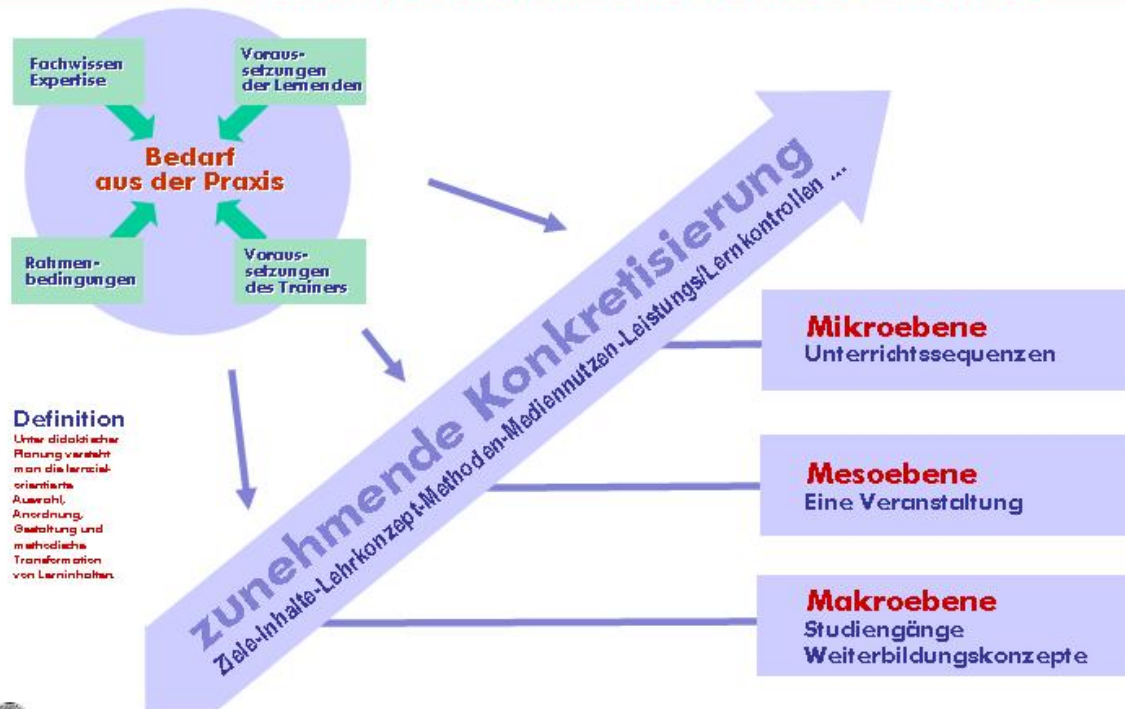 Fachwissen
Expertise
Voraus-
setzungen
der Lernenden
Bedarf
aus der Praxis
Rahmen-
bedingungen
Voraus-
setzungen
des Trainers
Definition
Unter didaktischer
Planung versteht
man die lernziel-
orientierte
Auswahl,
Anordnung,
Gestaltung und
methodische
Transformation
von Lerninhalten.
zunehmende Konkretisierung
Ziele-Inhalte-Lehrkonzept-Methoden-Mediennutzen-Leistungs/Lernkontrollen ...
Mikroebene
Unterrichtssequenzen
Mesoebene
Eine Veranstaltung
Makroebene
Studiengänge
Weiterbildungskonzepte